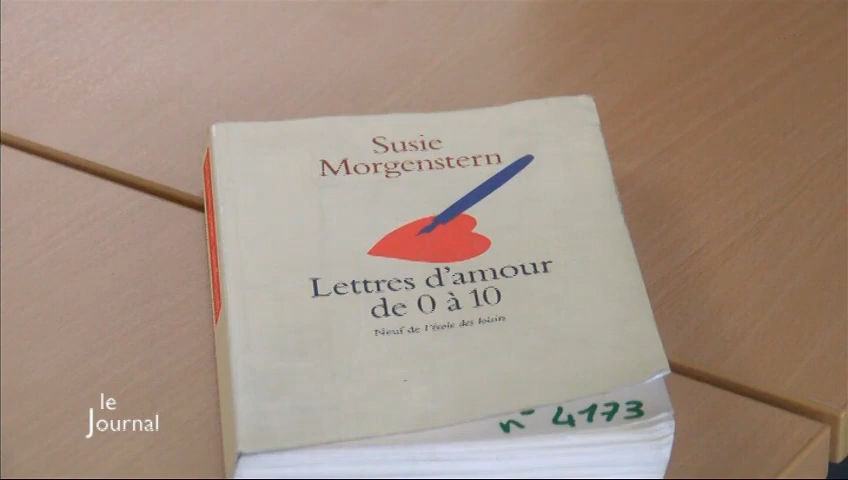 Susie
Morgenstern
Lettres d'amour
de 0 à 10
Neuf de l'école des loisirs
n° 4173
le
Journal